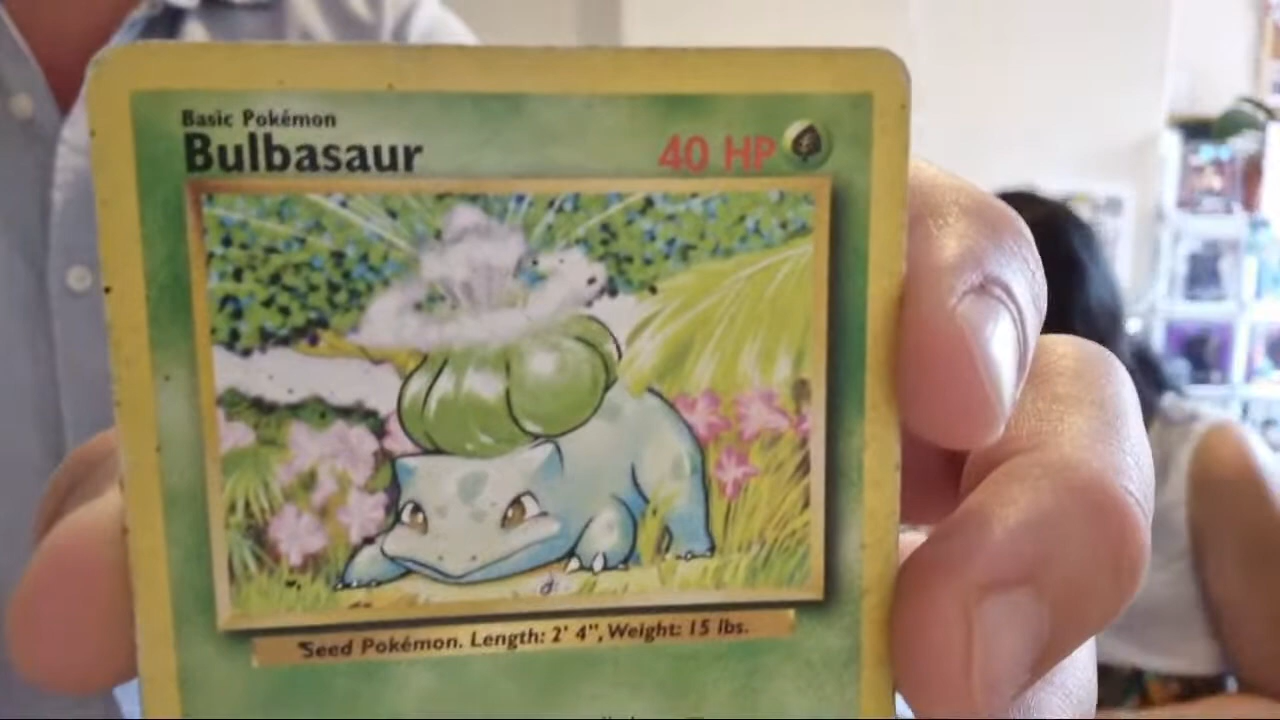 Basic Pokémon
Bulbasaur
40 HP
Seed Pokémon. Length: 2' 4", Weight: 15 lbs.